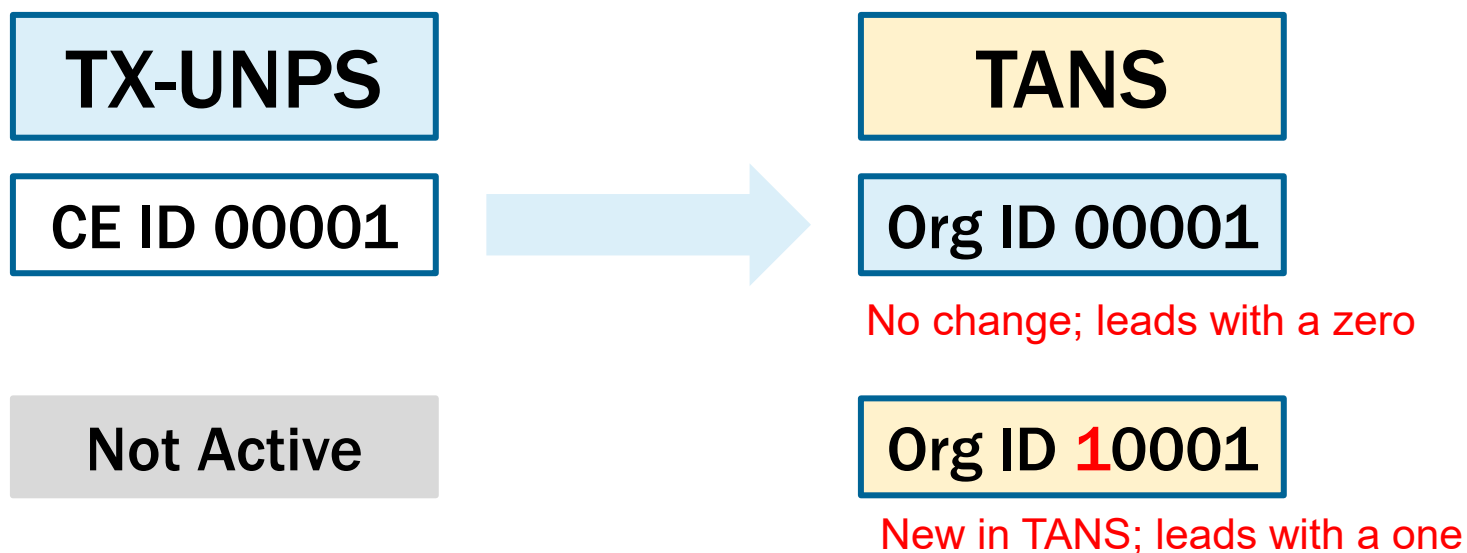 TX-UNPS
TANS
CE ID 00001
Org ID 00001
No change; leads with a zero
Not Active
Org ID 10001
New in TANS; leads with a one